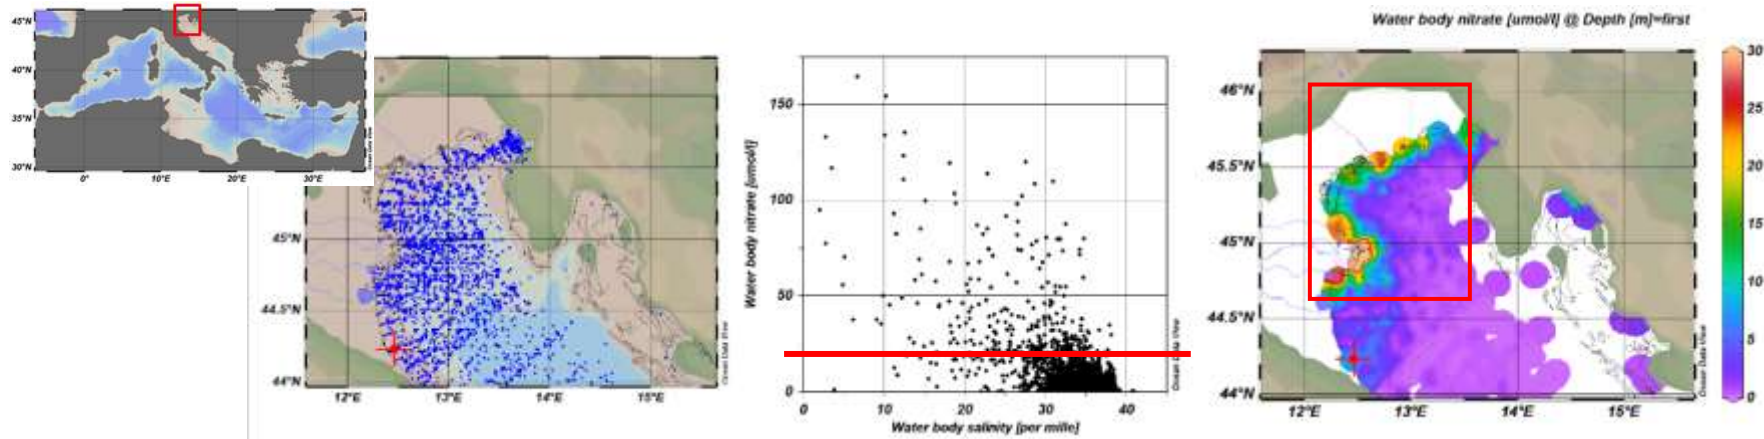 45°N
40°N
35°N
30°N
0°
10°E
20°E
30°E
Ocean Data View
45°N
44.5°N
44°N
12°E
13°E
14°E
15°E
Ocean Data View
Water body nitrate [umol/l]
150
100
50
0
0
10
20
30
40
Water body salinity [per mille]
Ocean Data View
Water body nitrate [umol/l] @ Depth [m]=first
46°N
45.5°N
45°N
44.5°N
44°N
12°E
13°E
14°E
15°E
Ocean Data View
30
25
20
15
10
5
0